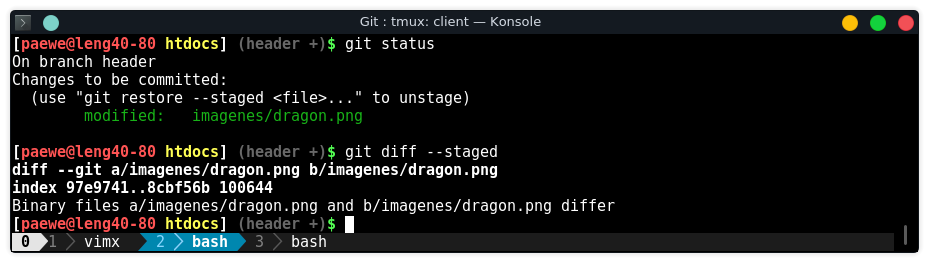 Git : tmux: client — Konsole
[paewe@leng40-80 htdocs] (header +)$ git status
On branch header
Changes to be committed:
  (use "git restore --staged <file>..." to unstage)
        modified:   imagenes/dragon.png
[paewe@leng40-80 htdocs] (header +)$ git diff --staged
diff --git a/imagenes/dragon.png b/imagenes/dragon.png
index 97e9741..8cbf56b 100644
Binary files a/imagenes/dragon.png and b/imagenes/dragon.png differ
[paewe@leng40-80 htdocs] (header +)$
0 1 vimx 2 bash 3 bash